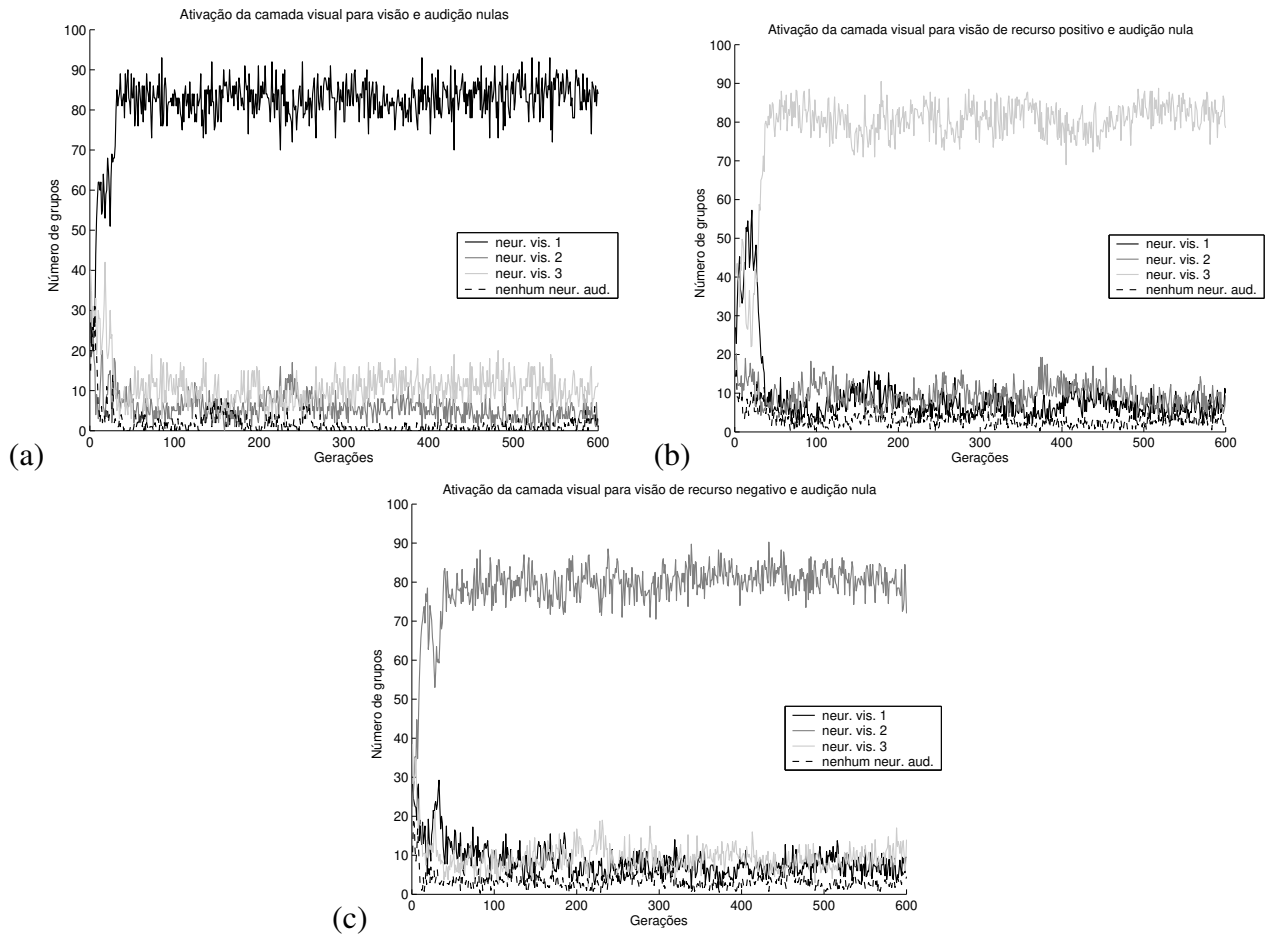 Ativação da camada visual para visão e audição nulas
100
90
80
70
60
50
40
30
20
10
0
Número de grupos
neur. vis. 1
neur. vis. 2
neur. vis. 3
nenhum neur. aud.
0 100 200 300 400 500 600
Gerações
(a)
Ativação da camada visual para visão de recurso positivo e audição nula
100
90
80
70
60
50
40
30
20
10
0
Número de grupos
neur. vis. 1
neur. vis. 2
neur. vis. 3
nenhum neur. aud.
0 100 200 300 400 500 600
Gerações
(b)
Ativação da camada visual para visão de recurso negativo e audição nula
100
90
80
70
60
50
40
30
20
10
0
Número de grupos
neur. vis. 1
neur. vis. 2
neur. vis. 3
nenhum neur. aud.
0 100 200 300 400 500 600
Gerações
(c)